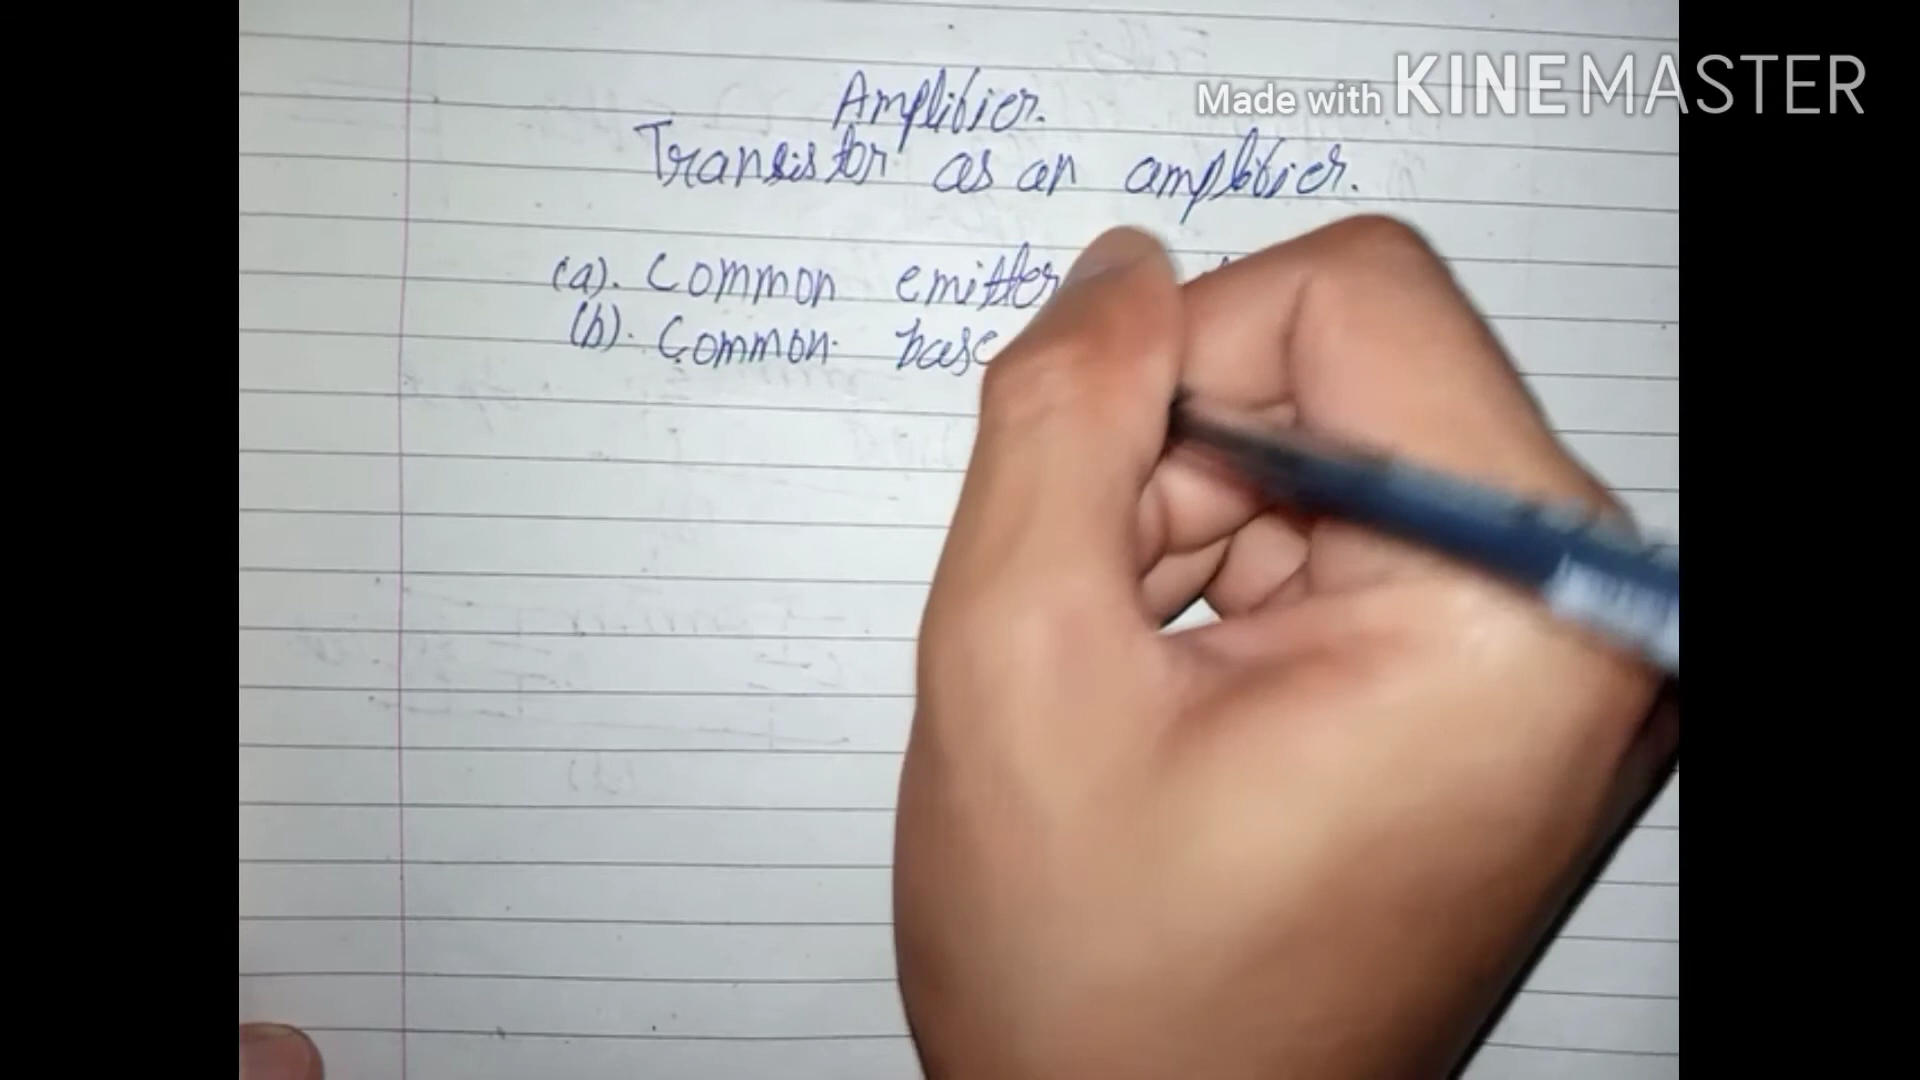 Made with KINEMASTER
Amplifier.
Transistor as an amplifier.
(a). Common emitter
(b). Common base